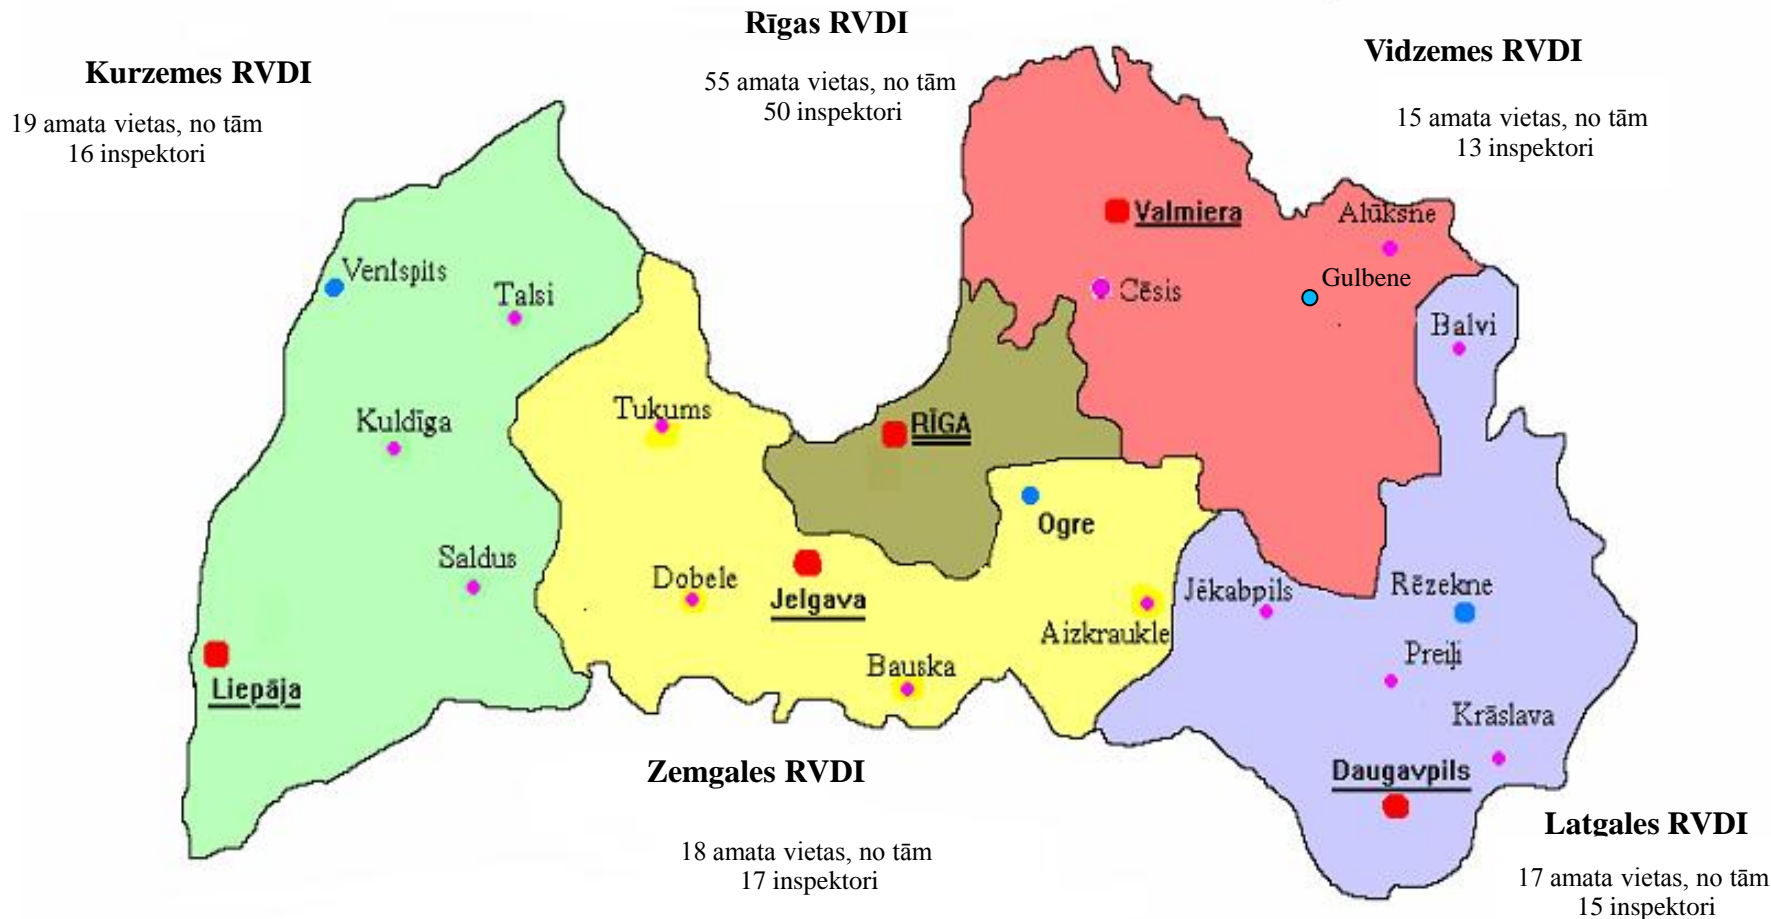 Rīgas RVDI
55 amata vietas, no tām
50 inspektori
Vidzemes RVDI
15 amata vietas, no tām
13 inspektori
Kurzemes RVDI
19 amata vietas, no tām
16 inspektori
Valmiera
Alūksne
Ventspils
Talsi
Cēsis
Gulbene
Balvi
Tukums
Kuldīga
RĪGA
Ogre
Saldus
Dobele
Jelgava
Jēkabpils
Rēzekne
Aizkraukle
Bauska
Preiļi
Liepāja
Krāslava
Daugavpils
Zemgales RVDI
18 amata vietas, no tām
17 inspektori
Latgales RVDI
17 amata vietas, no tām
15 inspektori